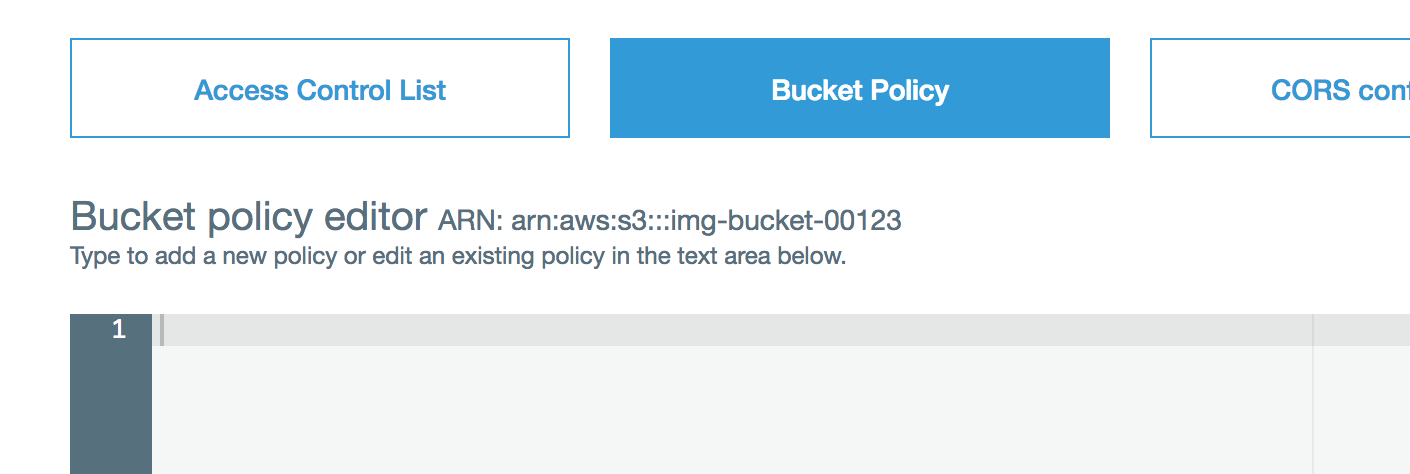 Access Control List
Bucket Policy
CORS conf
Bucket policy editor ARN: arn:aws:s3:::img-bucket-00123
Type to add a new policy or edit an existing policy in the text area below.
1